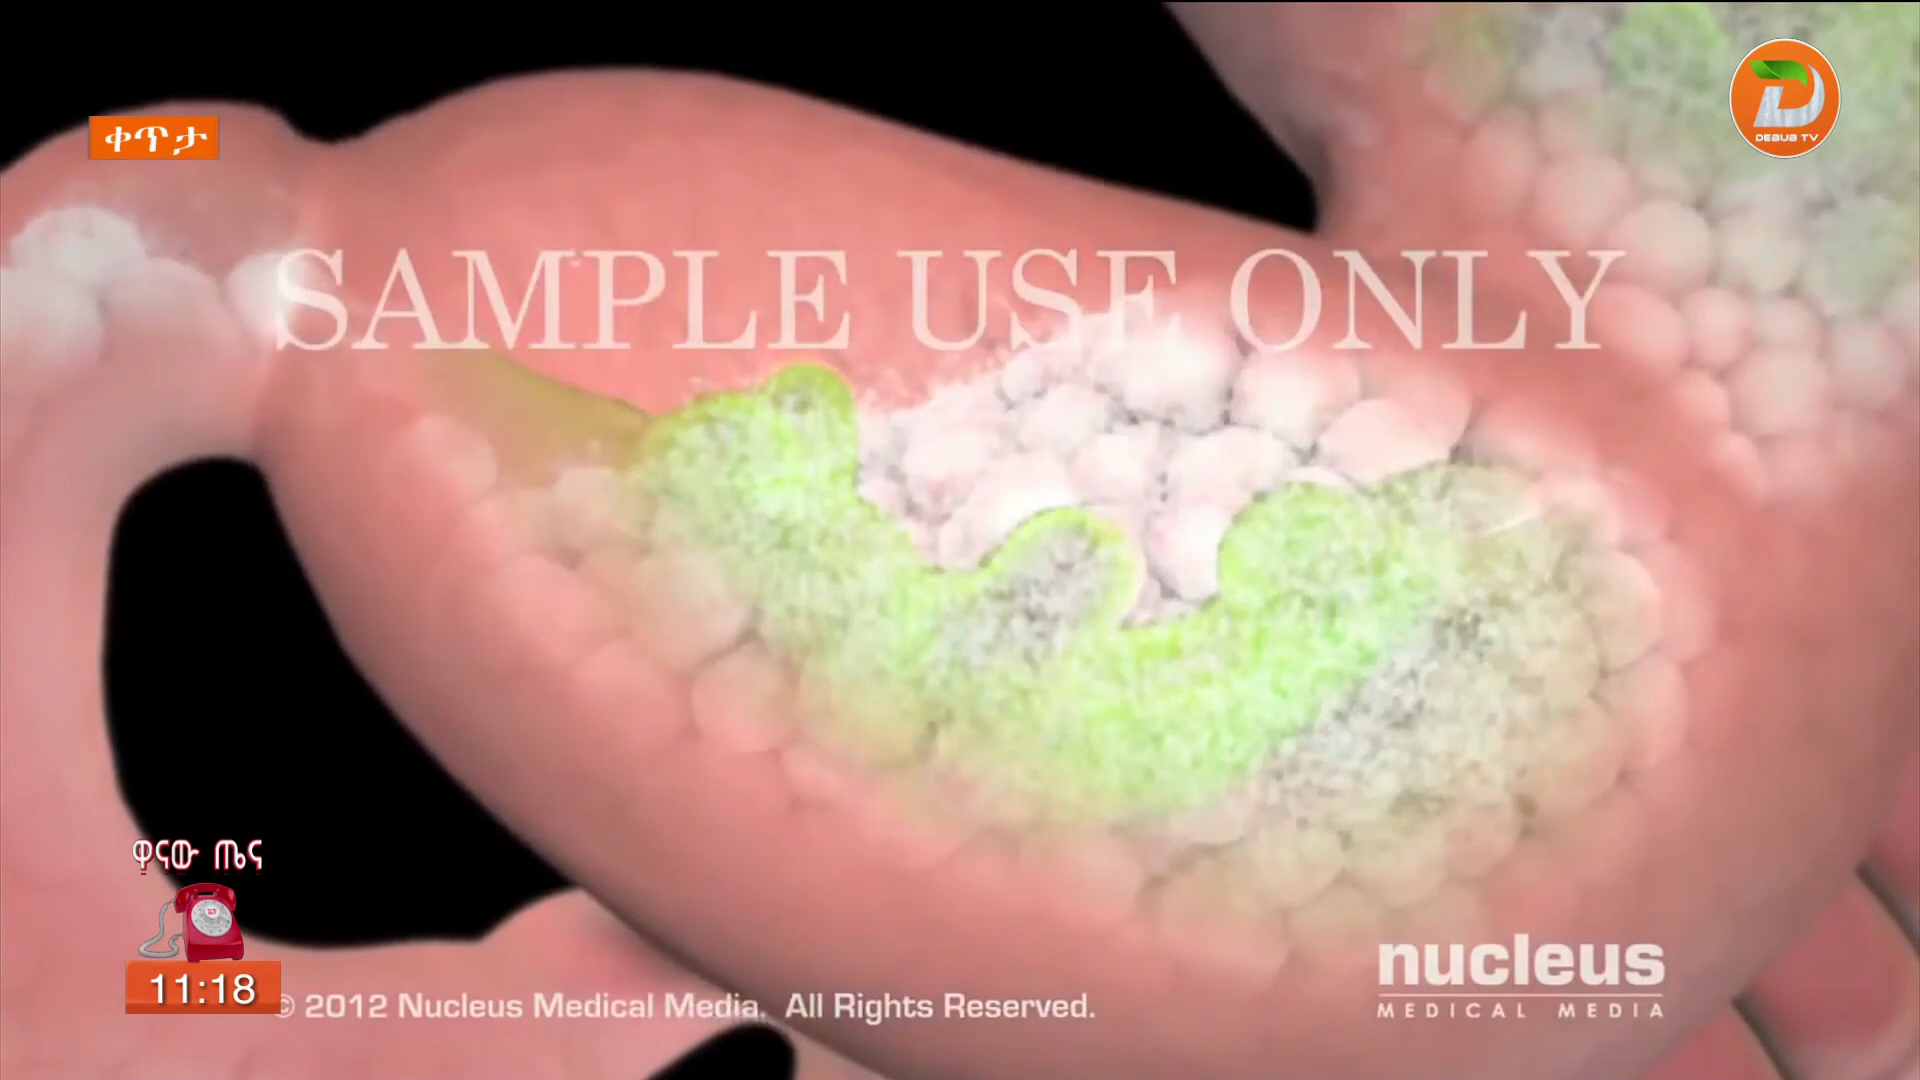 ቀጥታ
DEBUB TV
SAMPLE USE ONLY
ዋናው ጤና
11:18
© 2012 Nucleus Medical Media. All Rights Reserved.
nucleus
MEDICAL MEDIA